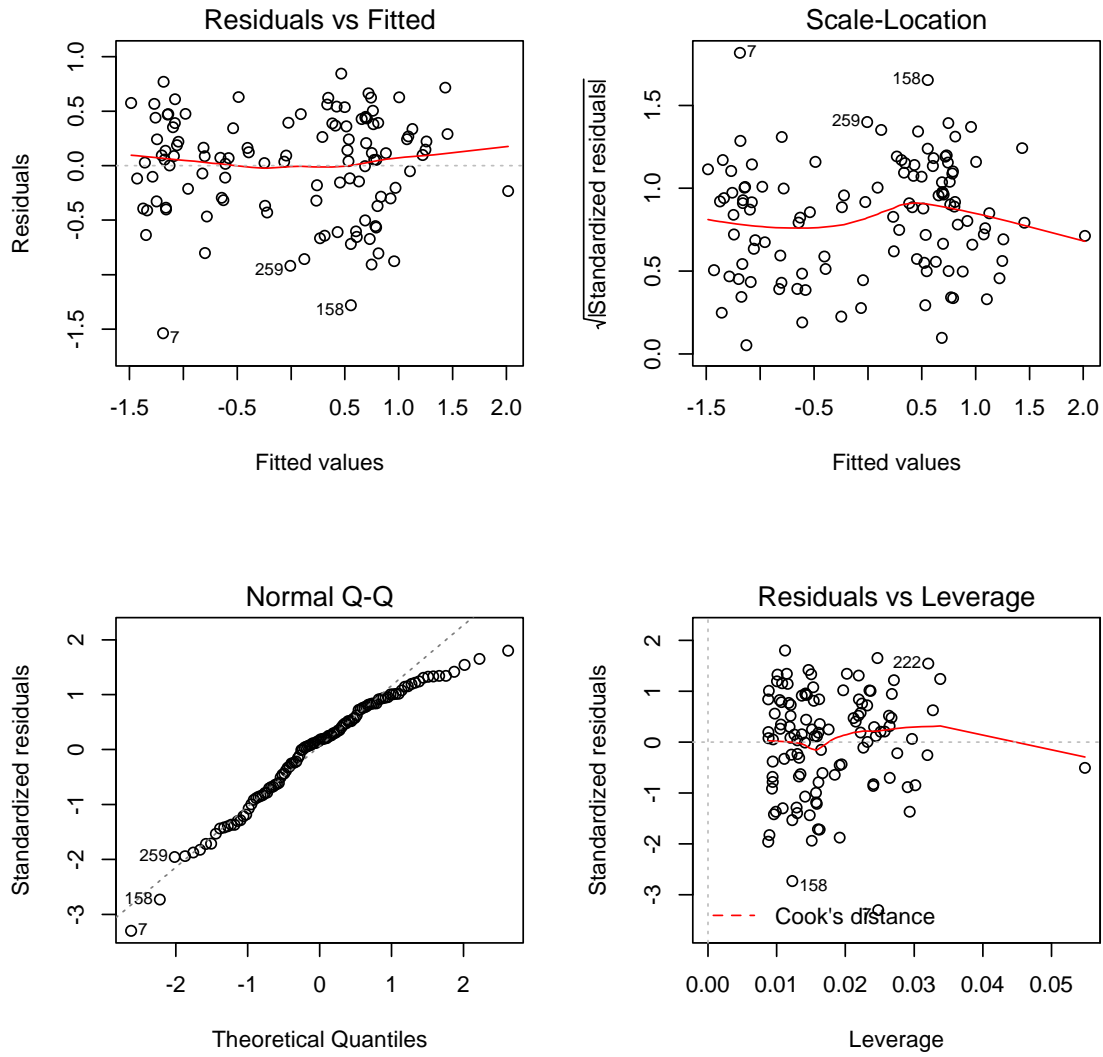 Residuals vs Fitted
Residuals
1.0
0.5
0.0
-0.5
-1.5
259
158
7
-1.5 -0.5 0.5 1.0 2.0
Fitted values
Scale-Location
√|Standardized residuals|
1.5
1.0
0.5
0.0
7
158
259
-1.5 -0.5 0.5 1.0 2.0
Fitted values
Normal Q-Q
Standardized residuals
2
1
0
-1
-2
-3
259
158
7
-2 -1 0 1 2
Theoretical Quantiles
Residuals vs Leverage
Standardized residuals
2
1
0
-1
-2
-3
222
158
7
Cook's distance
0.00 0.01 0.02 0.03 0.04 0.05
Leverage